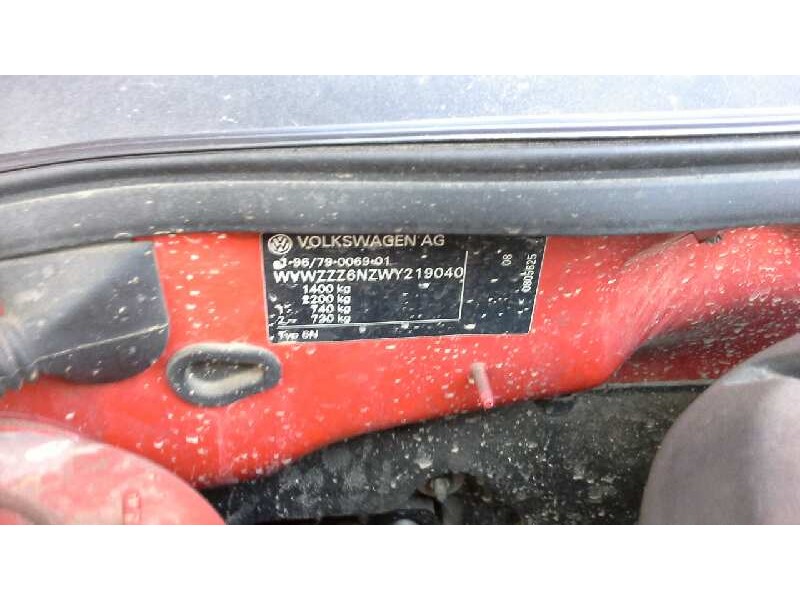 VOLKSWAGEN AG
e1-96/79-0069-01
WVWZZZ6NZWY219040
1400 kg
2200 kg
1- 740 kg
2- 730 kg
Typ 6N
08
0805625